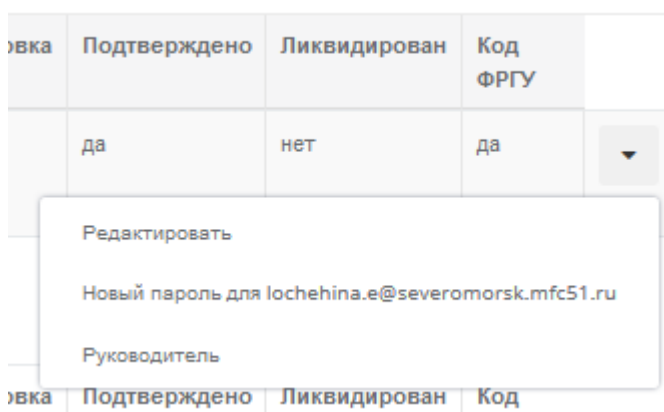 овка Подтверждено Ликвидирован Код
ФРГУ
да нет да
Редактировать
Новый пароль для lochehina.e@severomorsk.mfc51.ru
Руководитель
овка Подтверждено Ликвидирован Код